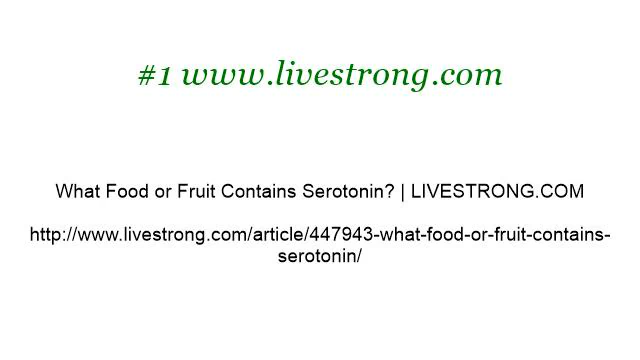 #1 www.livestrong.com
What Food or Fruit Contains Serotonin? | LIVESTRONG.COM
http://www.livestrong.com/article/447943-what-food-or-fruit-contains-
serotonin/